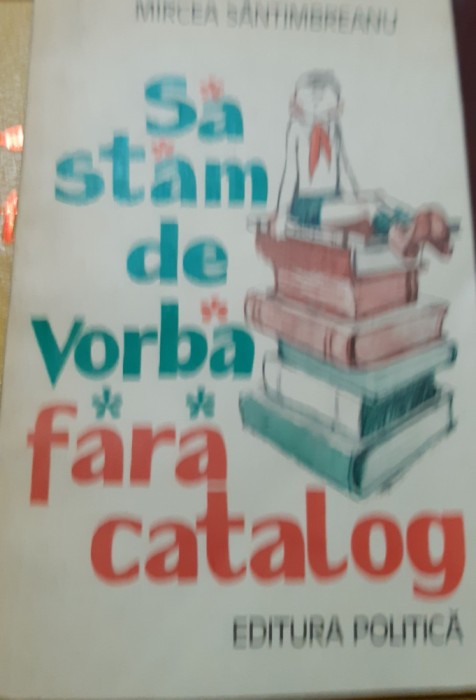 MIRCEA SÂNTIMBREANU
Să
stăm
de
vorbă
fără
catalog
EDITURA POLITICĂ